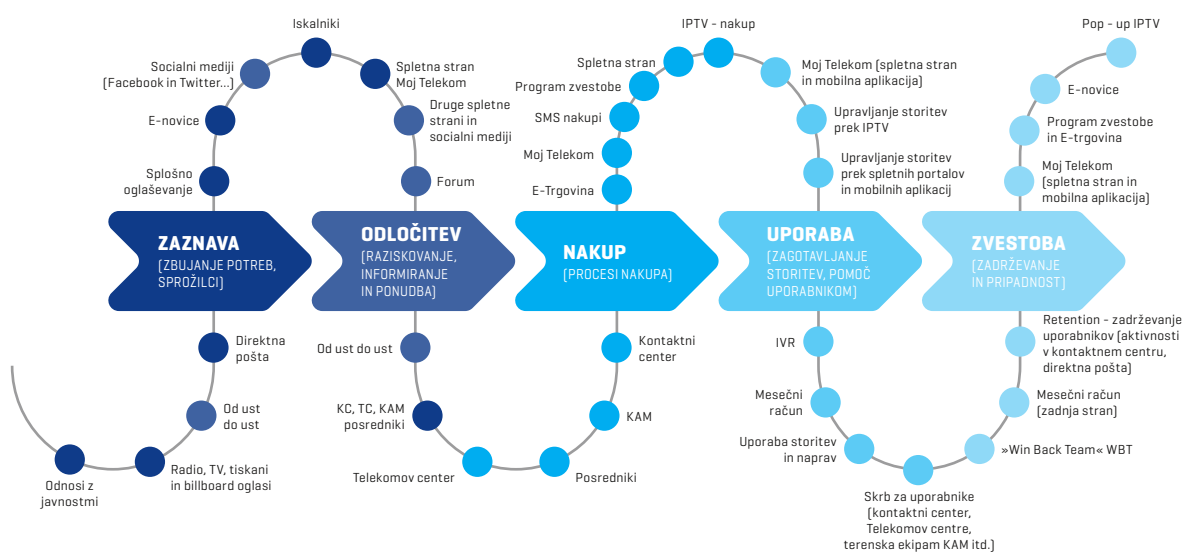 Iskalniki
Socialni mediji
(Facebook in Twitter...)
Spletna stran
Moj Telekom
E-novice
Druge spletne
strani in
socialni mediji
Splošno
oglaševanje
Forum
IPTV - nakup
Spletna stran
Program zvestobe
SMS nakupi
Moj Telekom
E-Trgovina
Moj Telekom (spletna stran
in mobilna aplikacija)
Upravljanje storitev
prek IPTV
Upravljanje storitev
prek spletnih portalov
in mobilnih aplikacij
Pop - up IPTV
E-novice
Program zvestobe
in E-trgovina
Moj Telekom
(spletna stran in
mobilna aplikacija)
ZAZNAVA
(ZBUJANJE POTREB,
SPROŽILCI)
ODLOČITEV
(RAZISKOVANJE,
INFORMIRANJE
IN PONUDBA)
NAKUP
(PROCESI NAKUPA)
UPORABA
(ZAGOTAVLJANJE
STORITEV, POMOČ
UPORABNIKOM)
ZVESTOBA
(ZADRŽEVANJE
IN PRIPADNOST)
Direktna
pošta
Od ust
do ust
Radio, TV, tiskani
in billboard oglasi
Odnosi z
javnostmi
Od ust do ust
KC, TC, KAM
posredniki
Telekomov center
Kontaktni
center
KAM
Posredniki
IVR
Mesečni
račun
Uporaba storitev
in naprav
Skrb za uporabnike
(kontaktni center,
Telekomov centre,
terenska ekipam KAM itd.)
Retention - zadrževanje
uporabnikov (aktivnosti
v kontaktnem centru,
direktna pošta)
Mesečni račun
(zadnja stran)
»Win Back Team« WBT